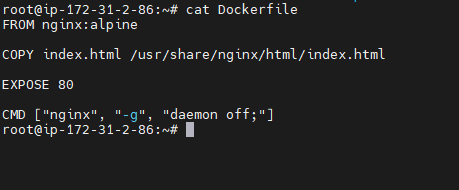 root@ip-172-31-2-86:~# cat Dockerfile
FROM nginx:alpine
COPY index.html /usr/share/nginx/html/index.html
EXPOSE 80
CMD ["nginx", "-g", "daemon off;"]
root@ip-172-31-2-86:~#